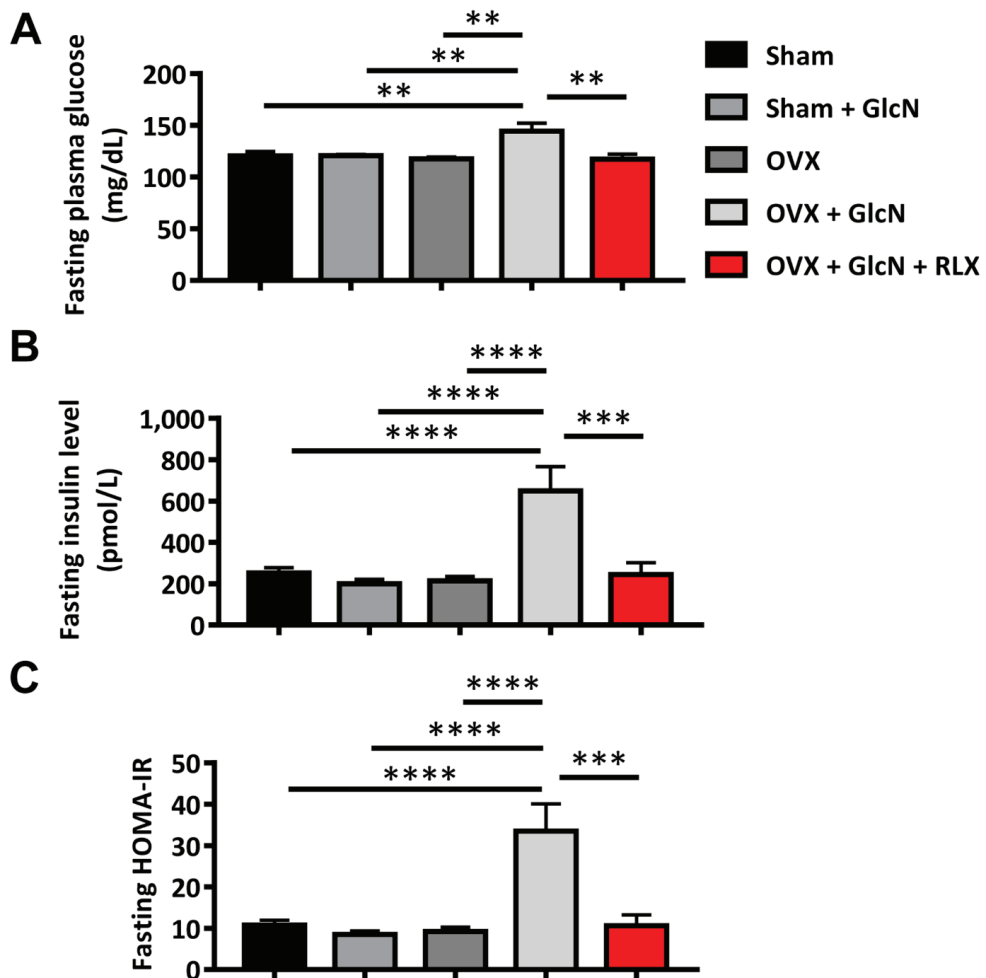 A
**
**
**
**
200
150
100
50
0
Fasting plasma glucose
(mg/dL)
Sham
Sham + GlcN
OVX
OVX + GlcN
OVX + GlcN + RLX
B
****
****
****
***
1,000
800
600
400
200
0
Fasting insulin level
(pmol/L)
C
****
****
****
***
50
40
30
20
10
0
Fasting HOMA-IR